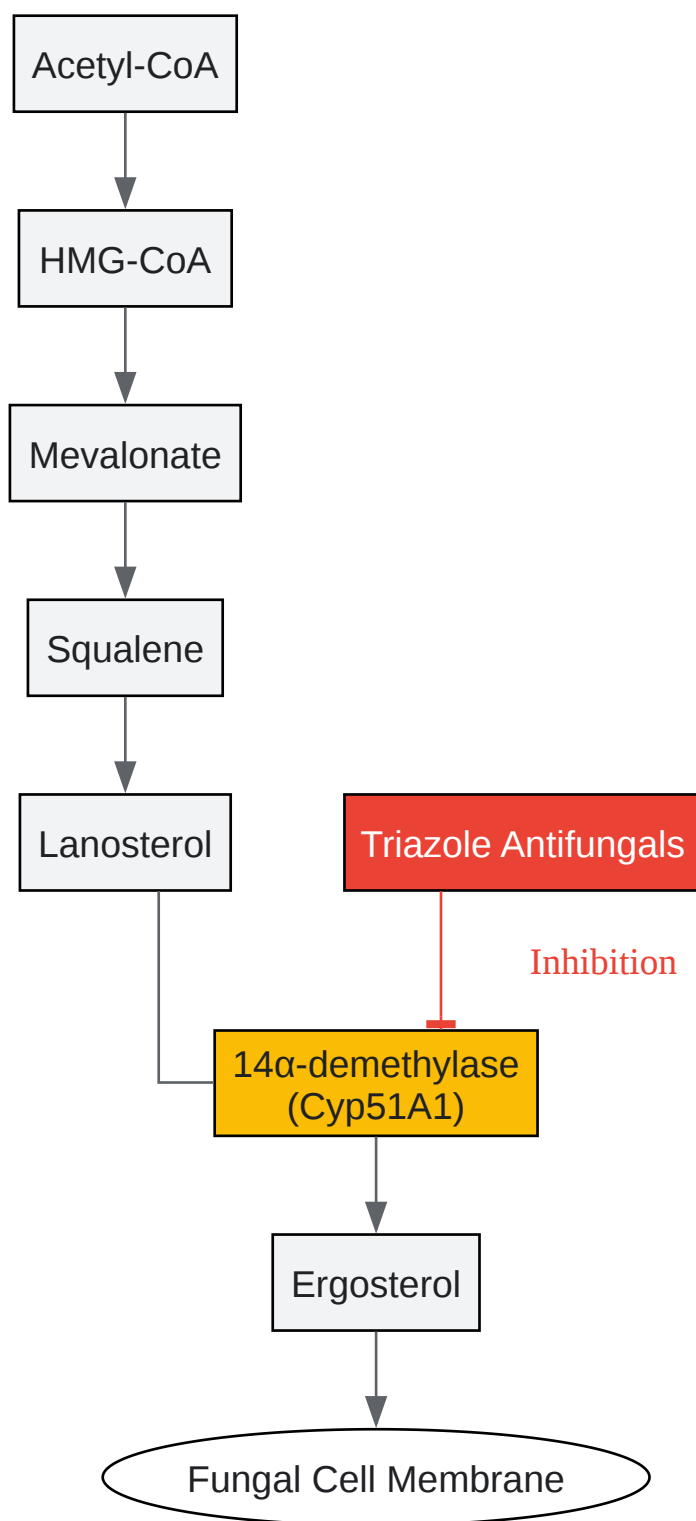 Acetyl-CoA
HMG-CoA
Mevalonate
Squalene
Lanosterol
Triazole Antifungals
Inhibition
14α-demethylase
(Cyp51A1)
Ergosterol
Fungal Cell Membrane